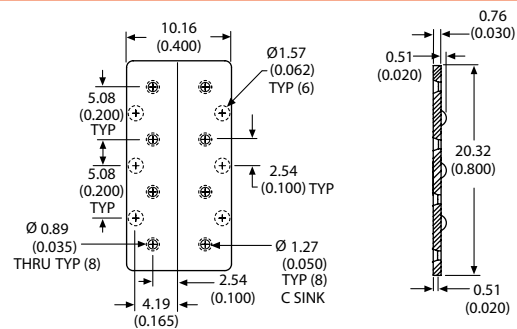 10.16
(0.400)
Ø1.57
(0.062)
TYP (6)
5.08
(0.200)
TYP
5.08
(0.200)
TYP
2.54
(0.100) TYP
Ø 0.89
(0.035)
THRU TYP (8)
Ø 1.27
(0.050)
TYP (8)
C SINK
2.54
(0.100)
4.19
(0.165)
0.76
(0.030)
0.51
(0.020)
20.32
(0.800)
0.51
(0.020)